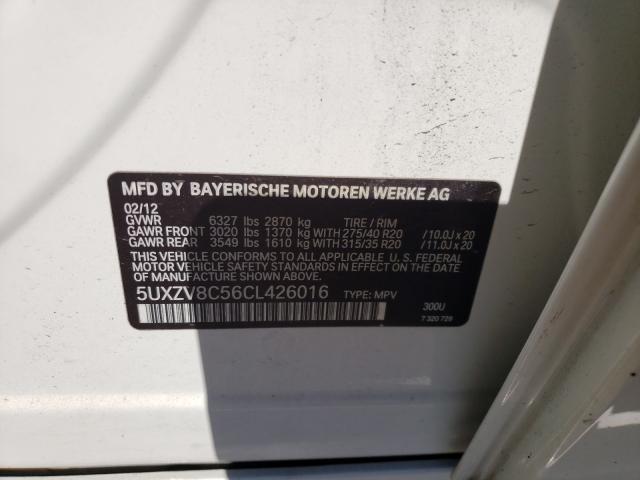 MFD BY BAYERISCHE MOTOREN WERKE AG
02/12
GVWR 6327 lbs 2870 kg TIRE / RIM
GAWR FRONT 3020 lbs 1370 kg WITH 275/40 R20 /10.0J x 20
GAWR REAR 3549 lbs 1610 kg WITH 315/35 R20 /11.0J x 20
THIS VEHICLE CONFORMS TO ALL APPLICABLE U. S. FEDERAL
MOTOR VEHICLE SAFETY STANDARDS IN EFFECT ON THE DATE
OF MANUFACTURE SHOWN ABOVE.
5UXZV8C56CL426016 TYPE: MPV
300U
7 320 729